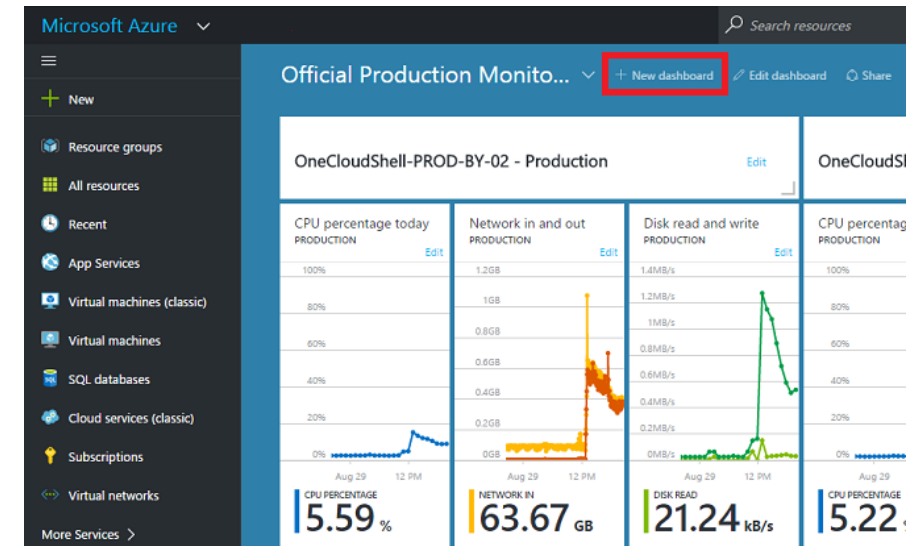 Microsoft Azure
Search resources
Official Production Monito...
+ New dashboard
Edit dashboard
Share
New
Resource groups
All resources
Recent
App Services
Virtual machines (classic)
Virtual machines
SQL databases
Cloud services (classic)
Subscriptions
Virtual networks
More Services >
OneCloudShell-PROD-BY-02 - Production
Edit
OneCloudSl
CPU percentage today
PRODUCTION
Edit
100%
80%
60%
40%
20%
0%
Aug 29 12 PM
CPU PERCENTAGE
5.59 %
Network in and out
PRODUCTION
Edit
1.2GB
1GB
0.8GB
0.6GB
0.4GB
0.2GB
0GB
Aug 29 12 PM
NETWORK IN
63.67 GB
Disk read and write
PRODUCTION
Edit
1.4MB/s
1.2MB/s
1MB/s
0.8MB/s
0.6MB/s
0.4MB/s
0.2MB/s
0MB/s
Aug 29 12 PM
DISK READ
21.24 kB/s
CPU percentag
PRODUCTION
100%
80%
60%
40%
20%
0%
Aug 29
CPU PERCENTAGE
5.22